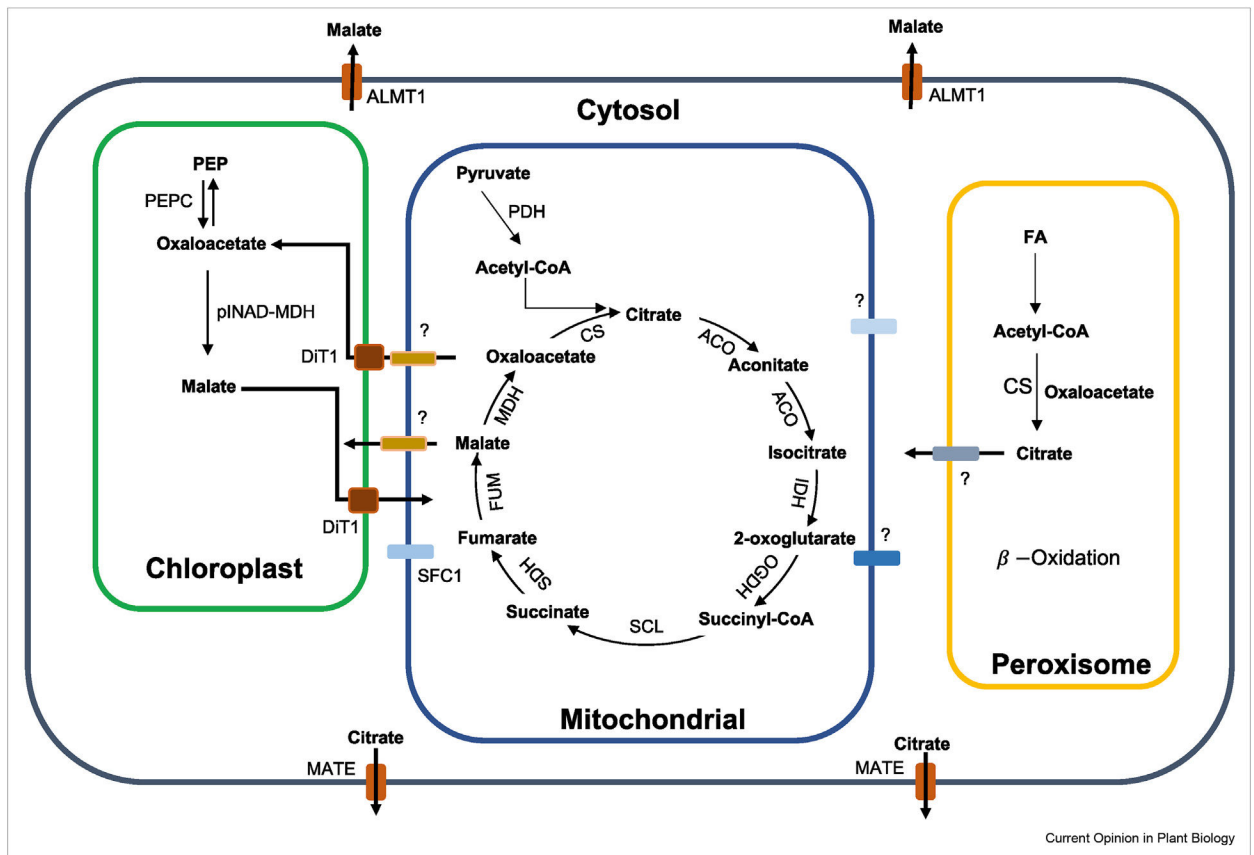 Malate
Malate
ALMT1
ALMT1
Cytosol
PEP
PEPC
Oxaloacetate
plNAD-MDH
Malate
DiT1
DiT1
Chloroplast
Pyruvate
PDH
Acetyl-CoA
Citrate
CS
ACO
Aconitate
ACO
Isocitrate
IDH
2-oxoglutarate
OGDH
Succinyl-CoA
SCL
Succinate
SDH
Fumarate
FUM
Malate
MDH
Oxaloacetate
?
?
SFC1
?
?
Mitochondrial
FA
Acetyl-CoA
CS
Oxaloacetate
Citrate
?
β –Oxidation
Peroxisome
Citrate
MATE
Citrate
MATE
Current Opinion in Plant Biology